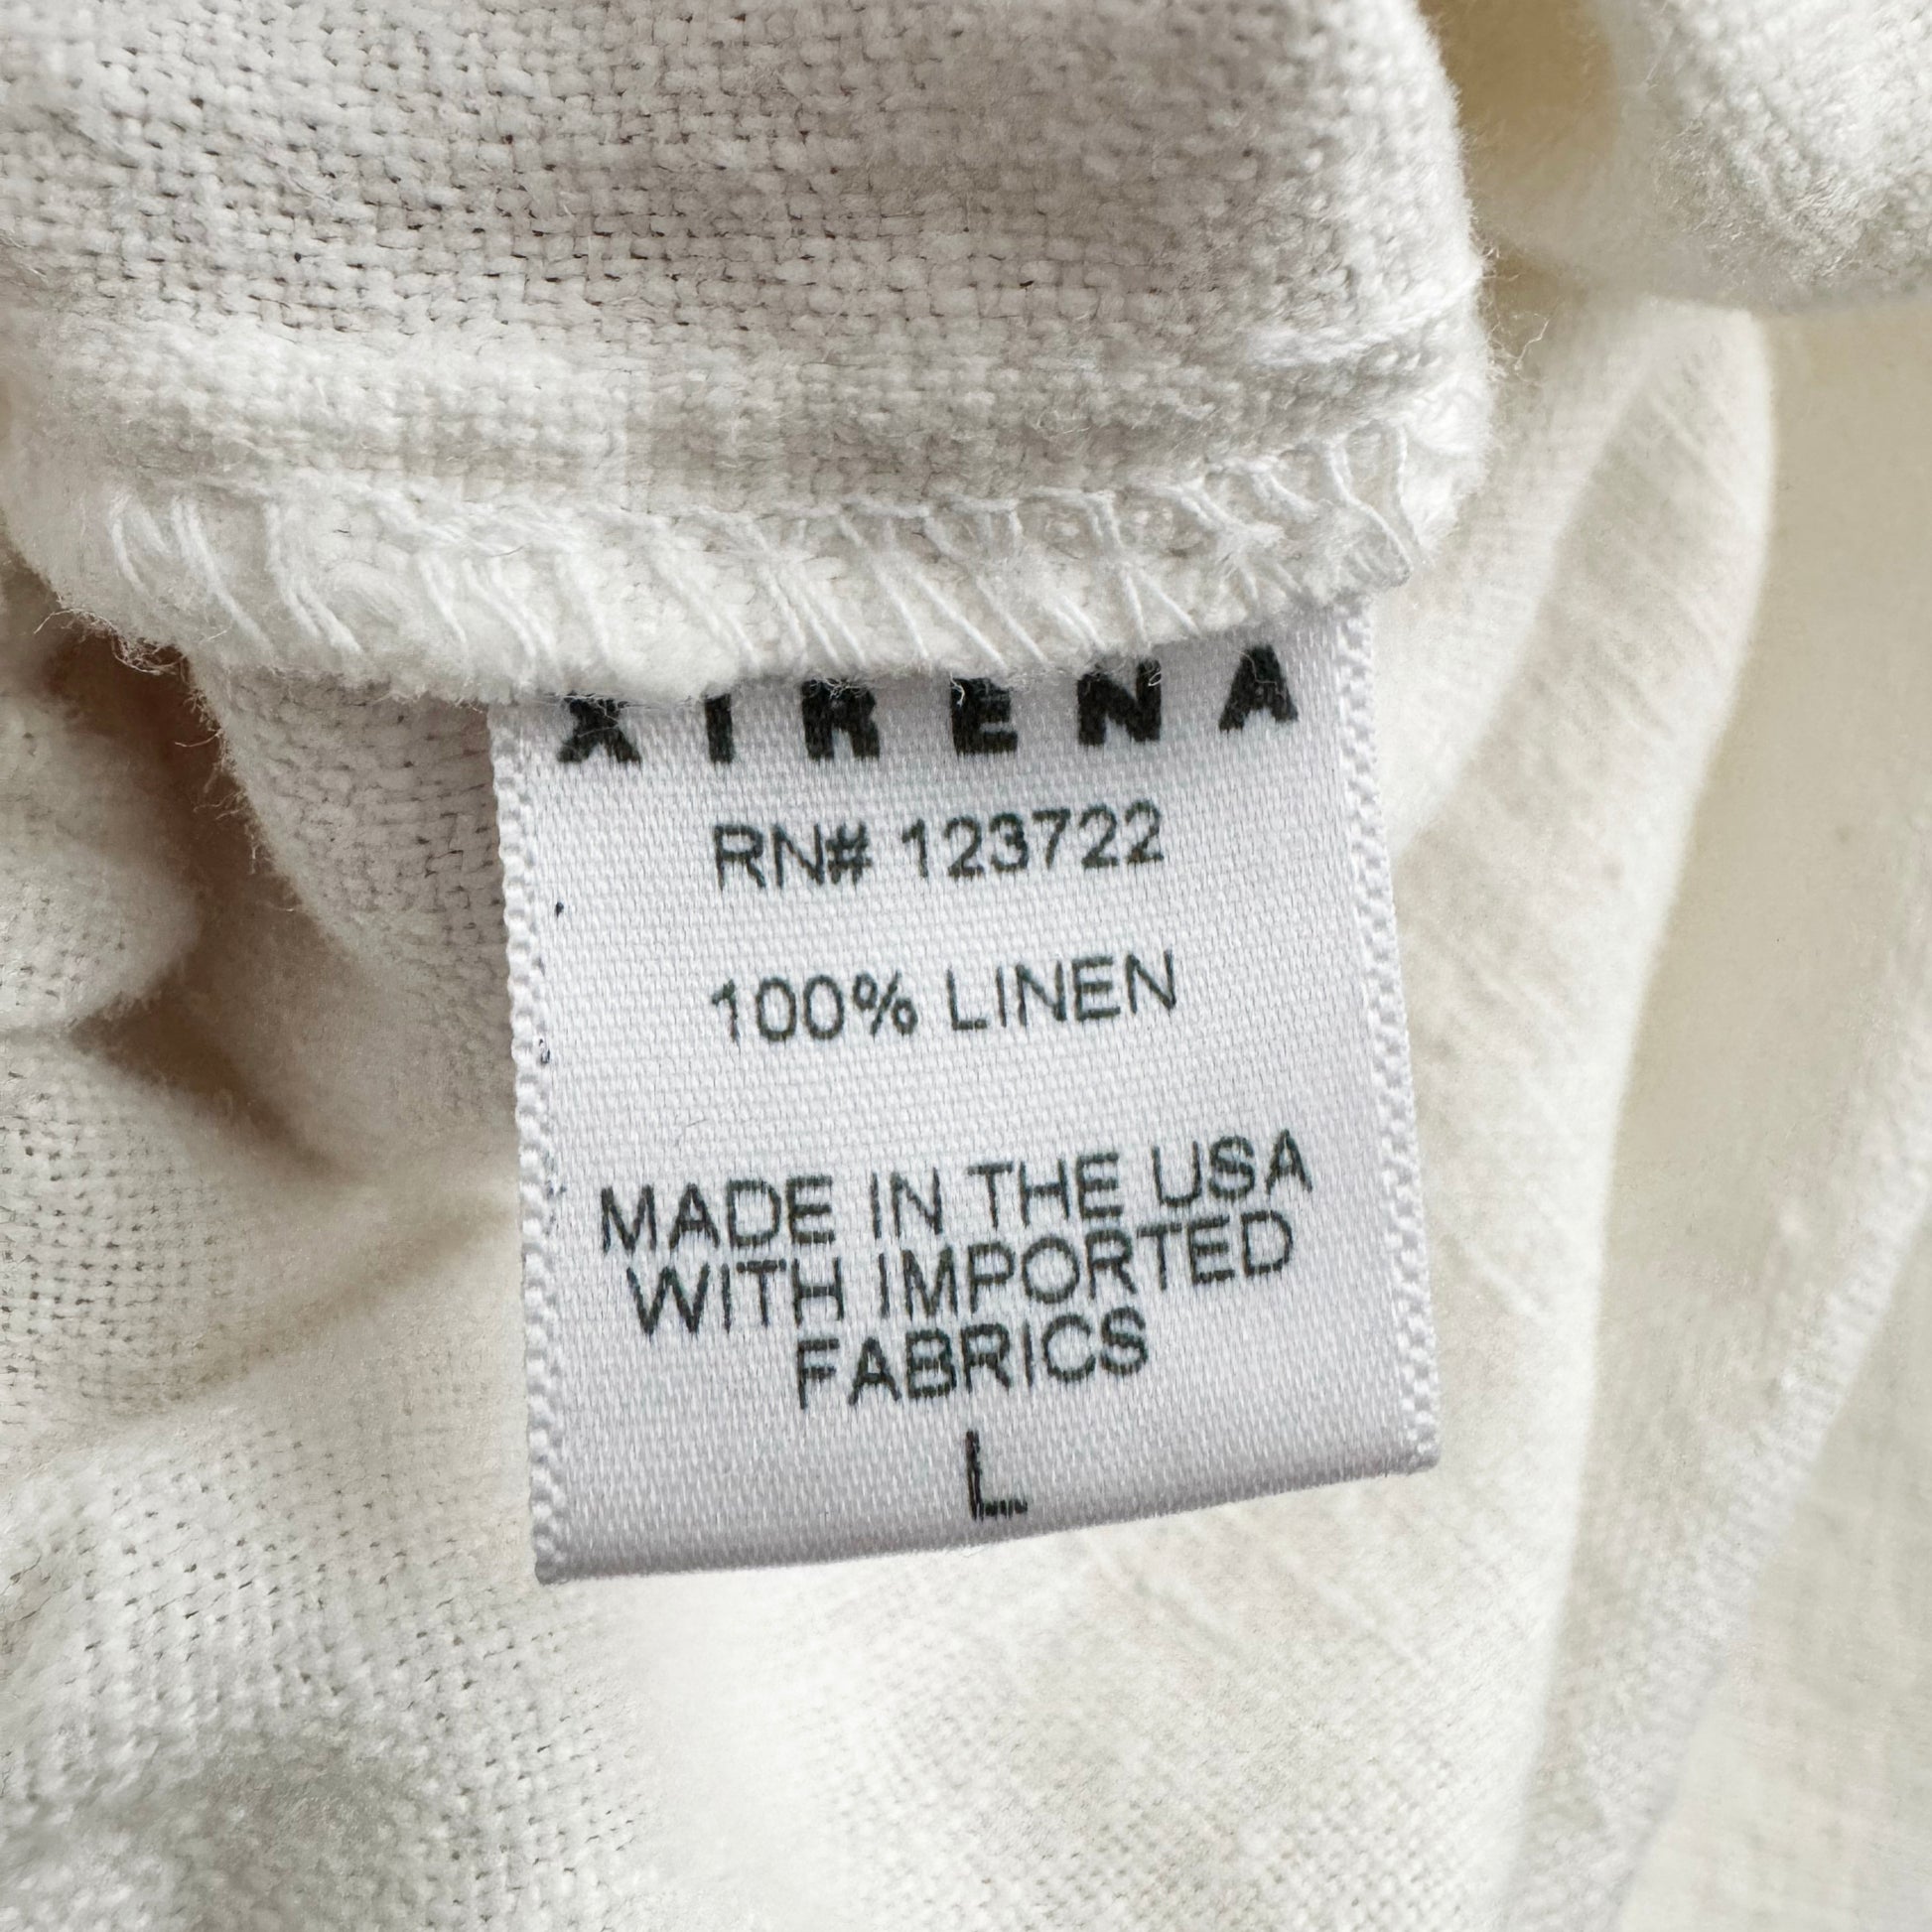 XIRENA
RN# 123722
100% LINEN
MADE IN THE USA
WITH IMPORTED
FABRICS
L